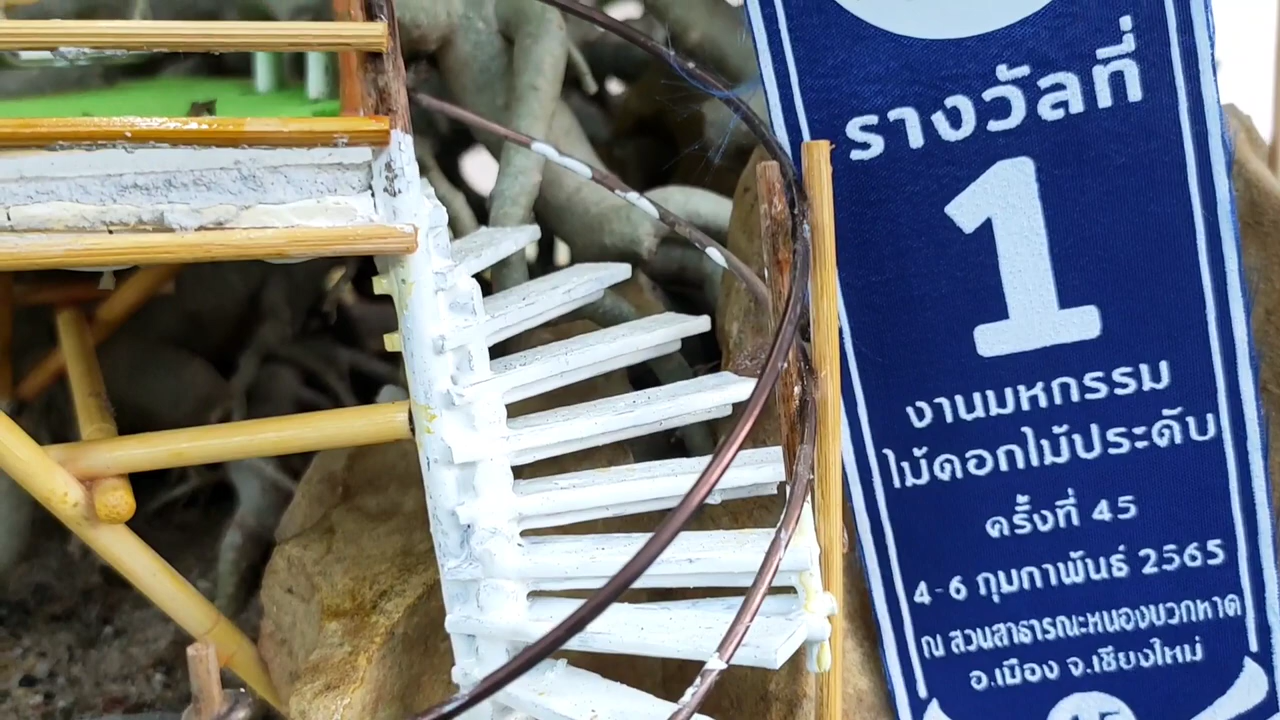 รางวัลที่
1
งานมหกรรม
ไม้ดอกไม้ประดับ
ครั้งที่ 45
4-6 กุมภาพันธ์ 2565
ณ สวนสาธารณะหนองบวกหาด
อ.เมือง จ.เชียงใหม่